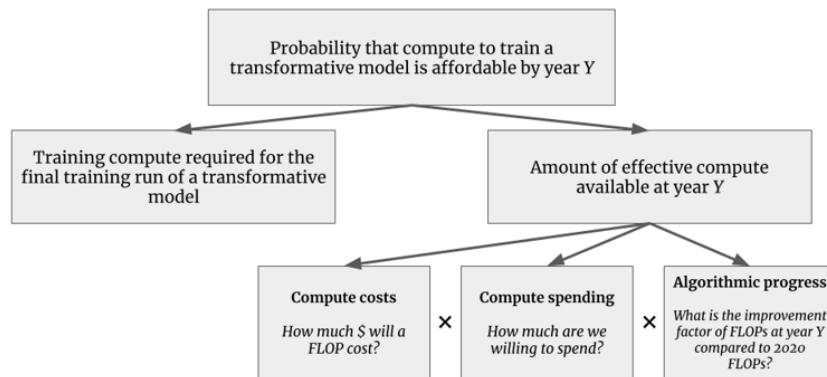 Probability that compute to train a
transformative model is affordable by year Y
Training compute required for the
final training run of a transformative
model
Amount of effective compute
available at year Y
Compute costs
How much $ will a
FLOP cost?
×
Compute spending
How much are we
willing to spend?
×
Algorithmic progress
What is the improvement
factor of FLOPs at year Y
compared to 2020
FLOPs?